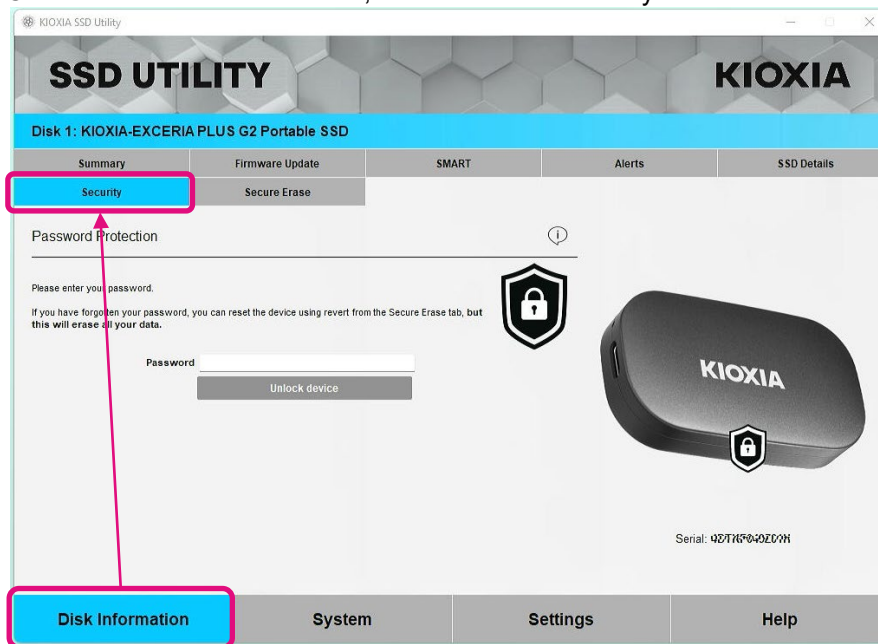 KIOXIA SSD Utility
SSD UTILITY
KIOXIA
Disk 1: KIOXIA-EXCERIA PLUS G2 Portable SSD
Summary Firmware Update SMART Alerts SSD Details
Security Secure Erase
Password Protection
Please enter your password.
If you have forgotten your password, you can reset the device using revert from the Secure Erase tab, but
this will erase all your data.
Password
Unlock device
KIOXIA
Serial:
Disk Information System Settings Help